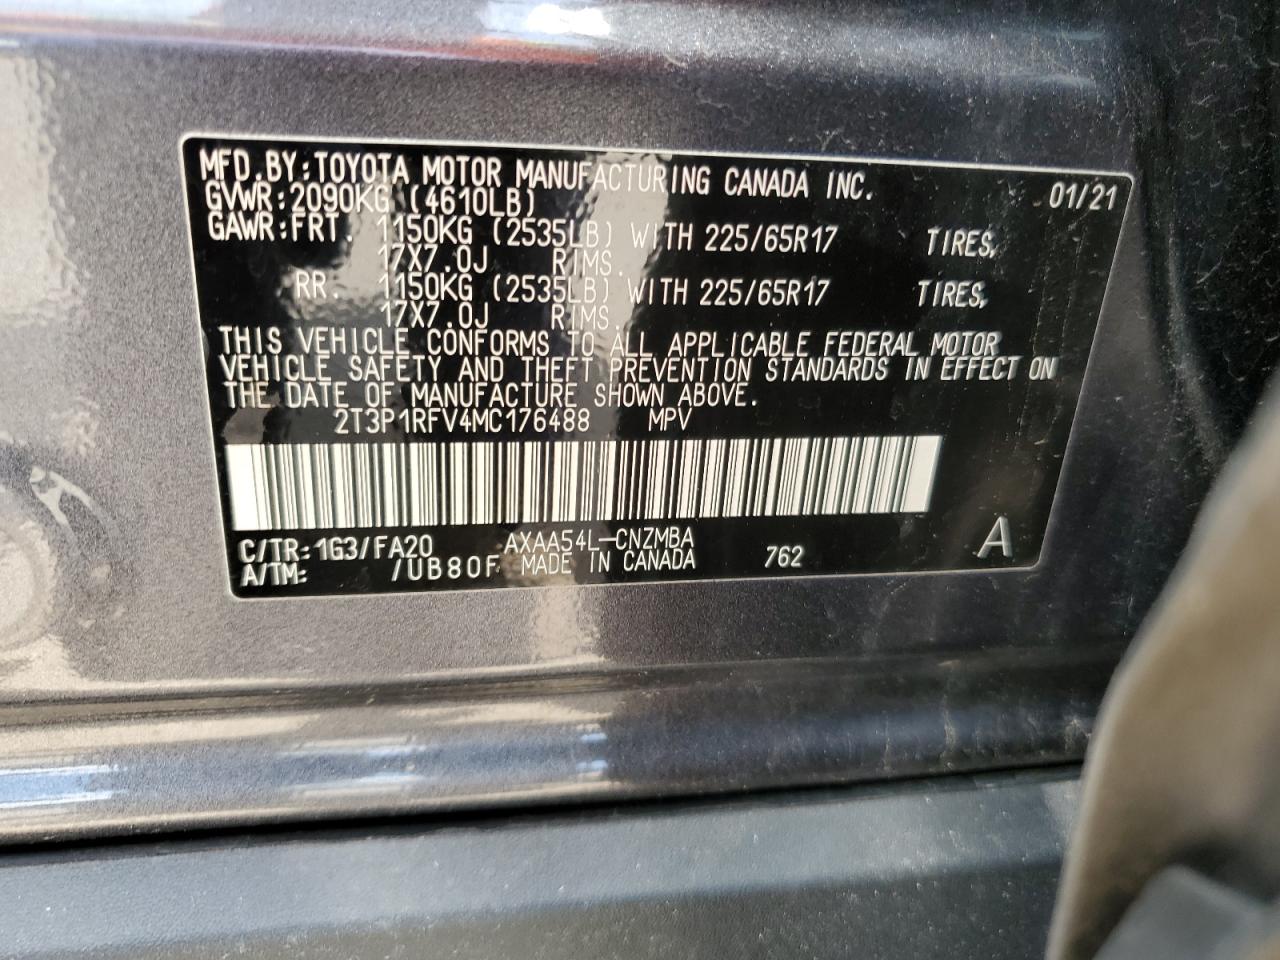 MFD.BY:TOYOTA MOTOR MANUFACTURING CANADA INC. 01/21
GVWR:2090KG (4610LB)
GAWR:FRT. 1150KG (2535LB) WITH 225/65R17 TIRES,
17X7.0J RIMS.
RR. 1150KG (2535LB) WITH 225/65R17 TIRES,
17X7.0J RIMS.
THIS VEHICLE CONFORMS TO ALL APPLICABLE FEDERAL MOTOR
VEHICLE SAFETY AND THEFT PREVENTION STANDARDS IN EFFECT ON
THE DATE OF MANUFACTURE SHOWN ABOVE.
2T3P1RFV4MC176488 MPV
C/TR:1G3/FA20 AXAA54L-CNZMBA
A/TM: /UB80F MADE IN CANADA 762 A